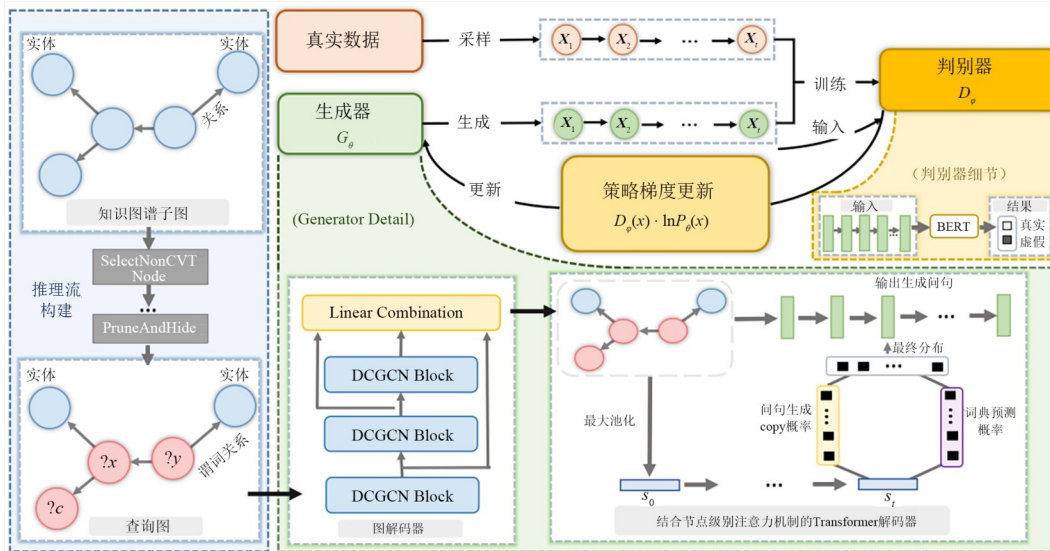 实体
实体
关系
知识图谱子图
SelectNonCVT
Node
...
PruneAndHide
推理流
构建
实体
实体
?x
?y
谓词关系
?c
查询图
真实数据
采样
X₁
X₂
...
Xₜ
训练
判别器
Dφ
生成器
Gθ
生成
X₁
X₂
...
Xₜ
输入
更新
策略梯度更新
Dφ(x) · lnPθ(x)
(Generator Detail)
（判别器细节）
输入
...
BERT
结果
真实
虚假
Linear Combination
DCGCN Block
DCGCN Block
DCGCN Block
图解码器
输出生成问句
...
最终分布
...
最大池化
问句生成
copy概率
词典预测
概率
s₀
...
sₜ
结合节点级别注意力机制的Transformer解码器